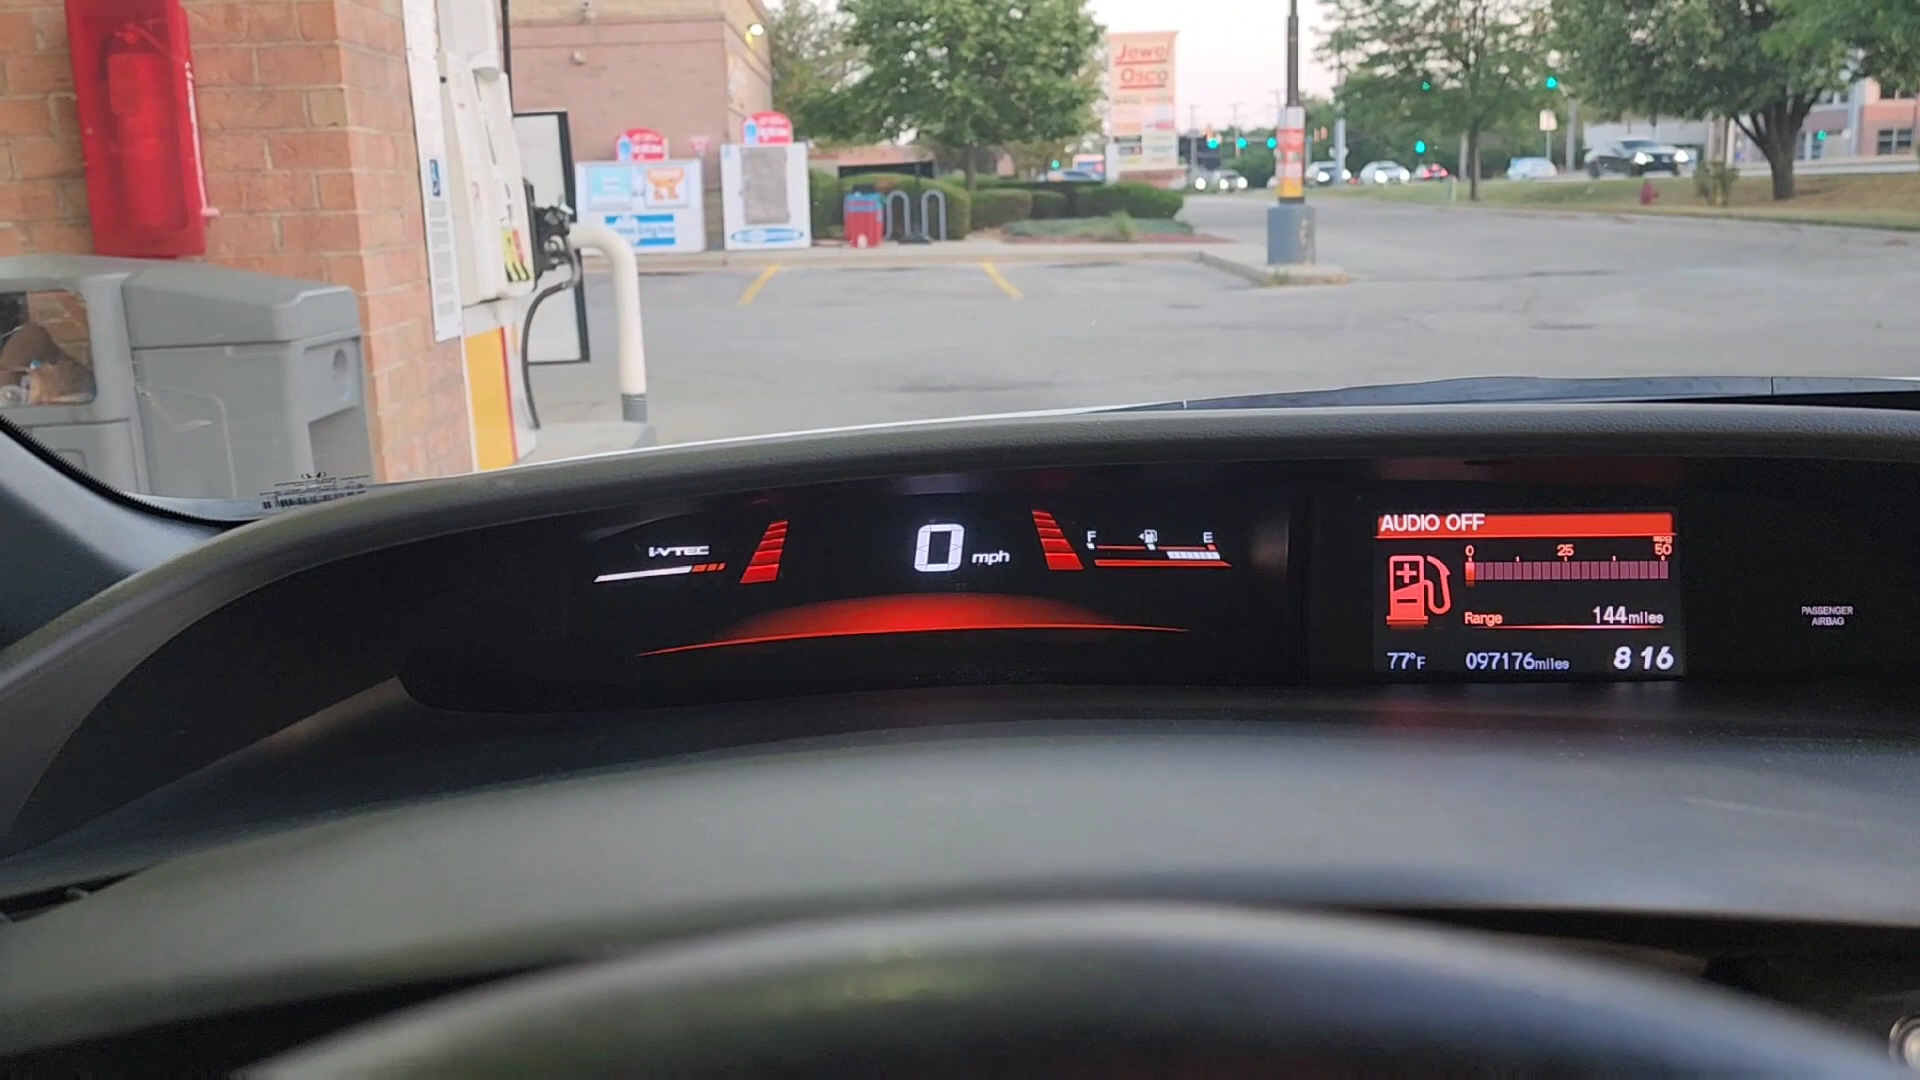 Jewel
Osco
i-VTEC
0 mph
F
E
AUDIO OFF
mpg
0 25 50
Range 144miles
77°F 097176miles 8 16
PASSENGER
AIRBAG